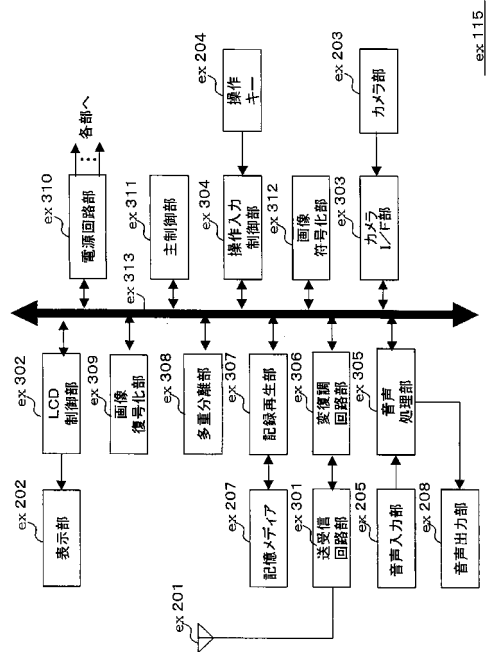 ex 115
ex 201
ex 202
表示部
ex 302
LCD
制御部
ex 309
画像
復号化部
ex 308
多重分離部
ex 207
記憶メディア
ex 307
記録再生部
ex 301
送受信
回路部
ex 306
変復調
回路部
ex 205
音声入力部
ex 305
音声
処理部
ex 208
音声出力部
ex 313
ex 310
電源回路部
各部へ
ex 311
主制御部
ex 304
操作入力
制御部
ex 204
操作
キー
ex 312
画像
符号化部
ex 303
カメラ
I/F部
ex 203
カメラ部